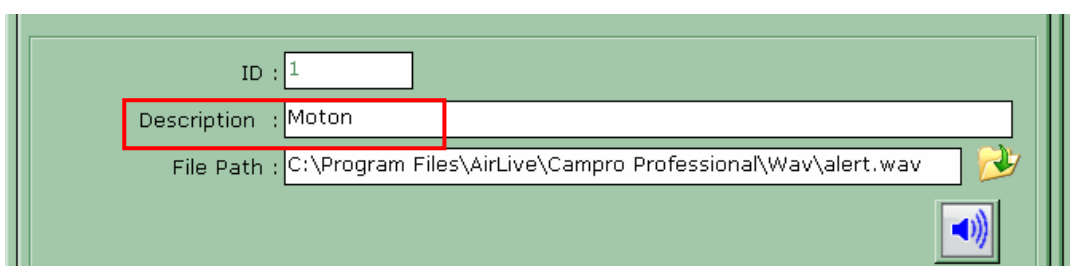 ID : 1
Description : Moton
File Path : C:\Program Files\AirLive\Campro Professional\Wav\alert.wav